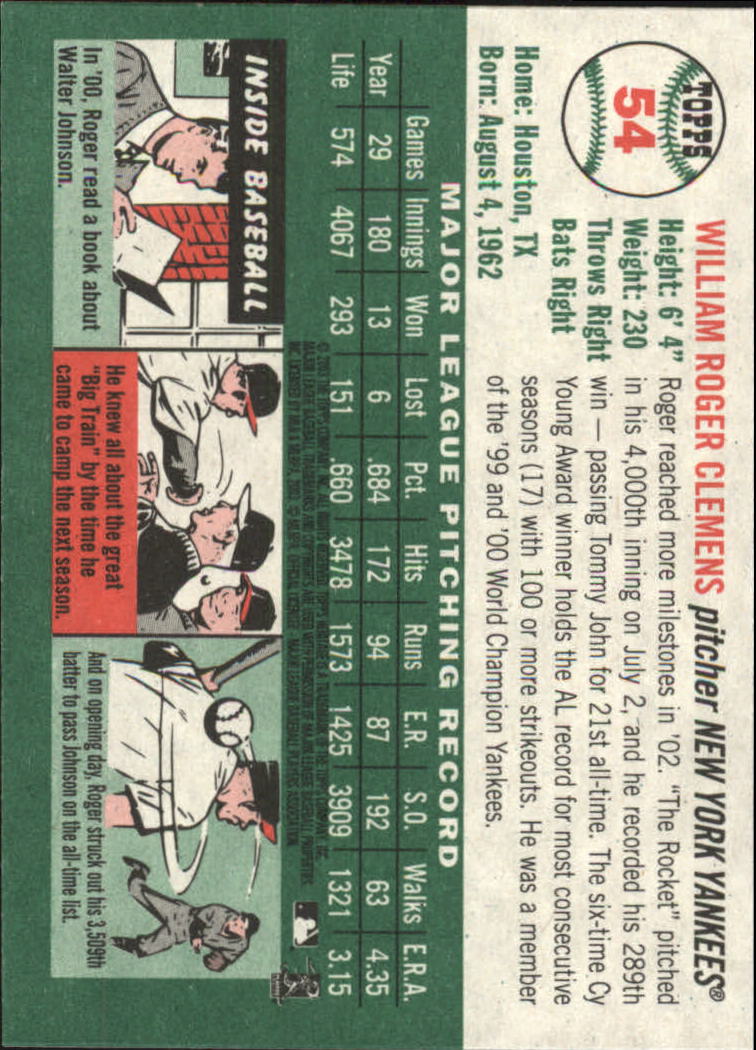 TOPPS
54
WILLIAM ROGER CLEMENS pitcher NEW YORK YANKEES®
Height: 6' 4"
Weight: 230
Throws Right
Bats Right
Home: Houston, TX
Born: August 4, 1962
Roger reached more milestones in '02. "The Rocket" pitched
in his 4,000th inning on July 2, and he recorded his 289th
win — passing Tommy John for 21st all-time. The six-time Cy
Young Award winner holds the AL record for most consecutive
seasons (17) with 100 or more strikeouts. He was a member
of the '99 and '00 World Champion Yankees.
MAJOR LEAGUE PITCHING RECORD
Games Innings Won Lost Pct. Hits Runs E.R. S.O. Walks E.R.A.
Year 29 180 13 6 .684 172 94 87 192 63 4.35
Life 574 4067 293 151 .660 3478 1573 1425 3909 1321 3.15
INSIDE BASEBALL
In '00, Roger read a book about
Walter Johnson.
He knew all about the great
"Big Train" by the time he
came to camp the next season.
And on opening day, Roger struck out his 3,509th
batter to pass Johnson on the all-time list.